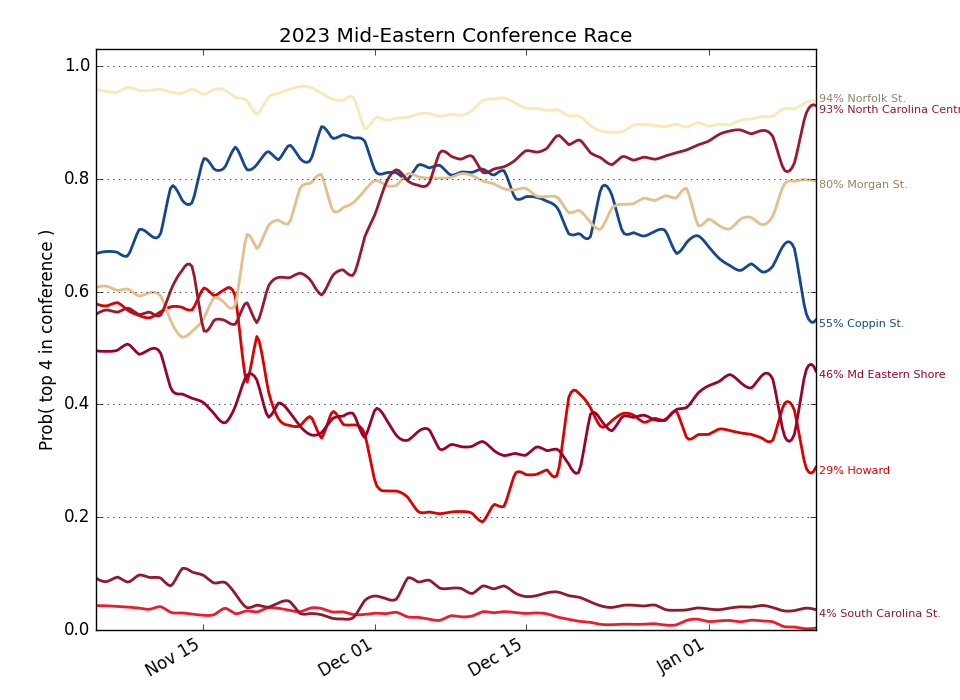 2023 Mid-Eastern Conference Race
Prob( top 4 in conference )
1.0
0.8
0.6
0.4
0.2
0.0
Nov 15
Dec 01
Dec 15
Jan 01
94% Norfolk St.
93% North Carolina Centr
80% Morgan St.
55% Coppin St.
46% Md Eastern Shore
29% Howard
4% South Carolina St.